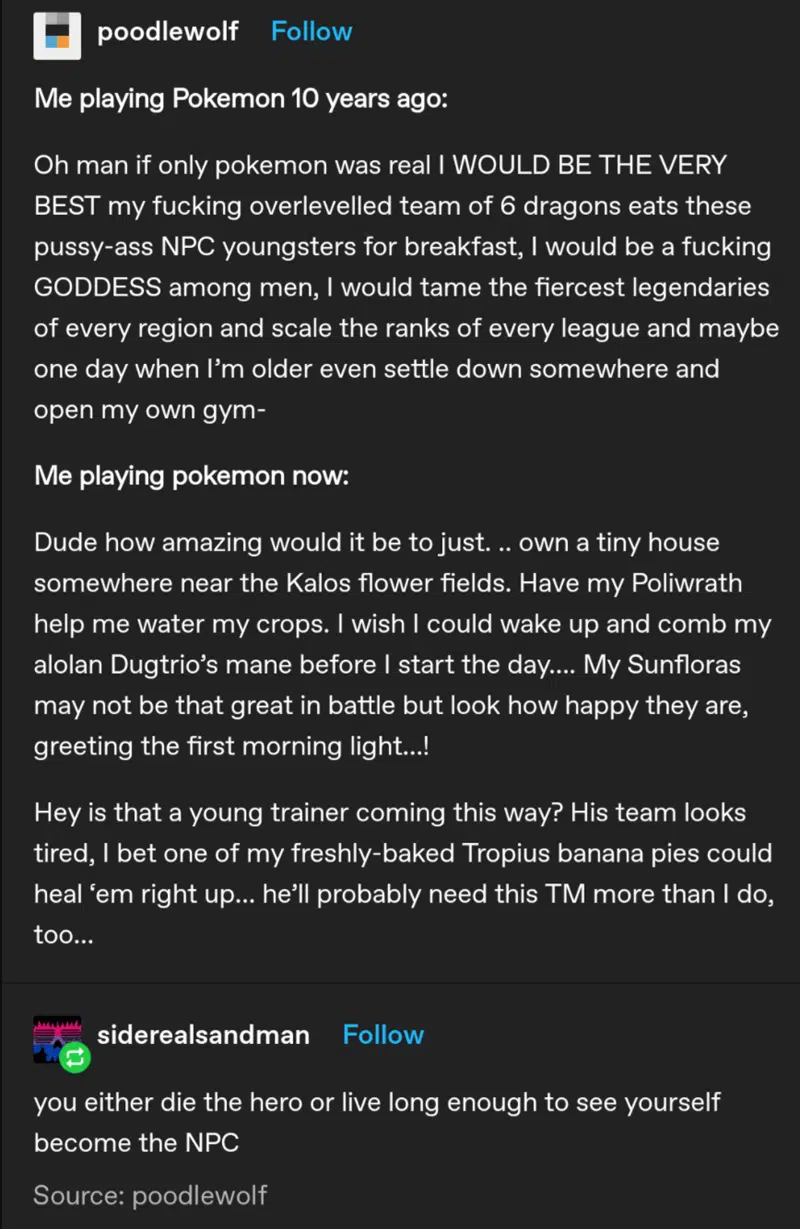 poodlewolf Follow
Me playing Pokemon 10 years ago:
Oh man if only pokemon was real I WOULD BE THE VERY
BEST my fucking overlevelled team of 6 dragons eats these
pussy-ass NPC youngsters for breakfast, I would be a fucking
GODDESS among men, I would tame the fiercest legendaries
of every region and scale the ranks of every league and maybe
one day when I’m older even settle down somewhere and
open my own gym-
Me playing pokemon now:
Dude how amazing would it be to just. .. own a tiny house
somewhere near the Kalos flower fields. Have my Poliwrath
help me water my crops. I wish I could wake up and comb my
alolan Dugtrio’s mane before I start the day.... My Sunfloras
may not be that great in battle but look how happy they are,
greeting the first morning light...!
Hey is that a young trainer coming this way? His team looks
tired, I bet one of my freshly-baked Tropius banana pies could
heal ‘em right up... he’ll probably need this TM more than I do,
too...
siderealsandman Follow
you either die the hero or live long enough to see yourself
become the NPC
Source: poodlewolf